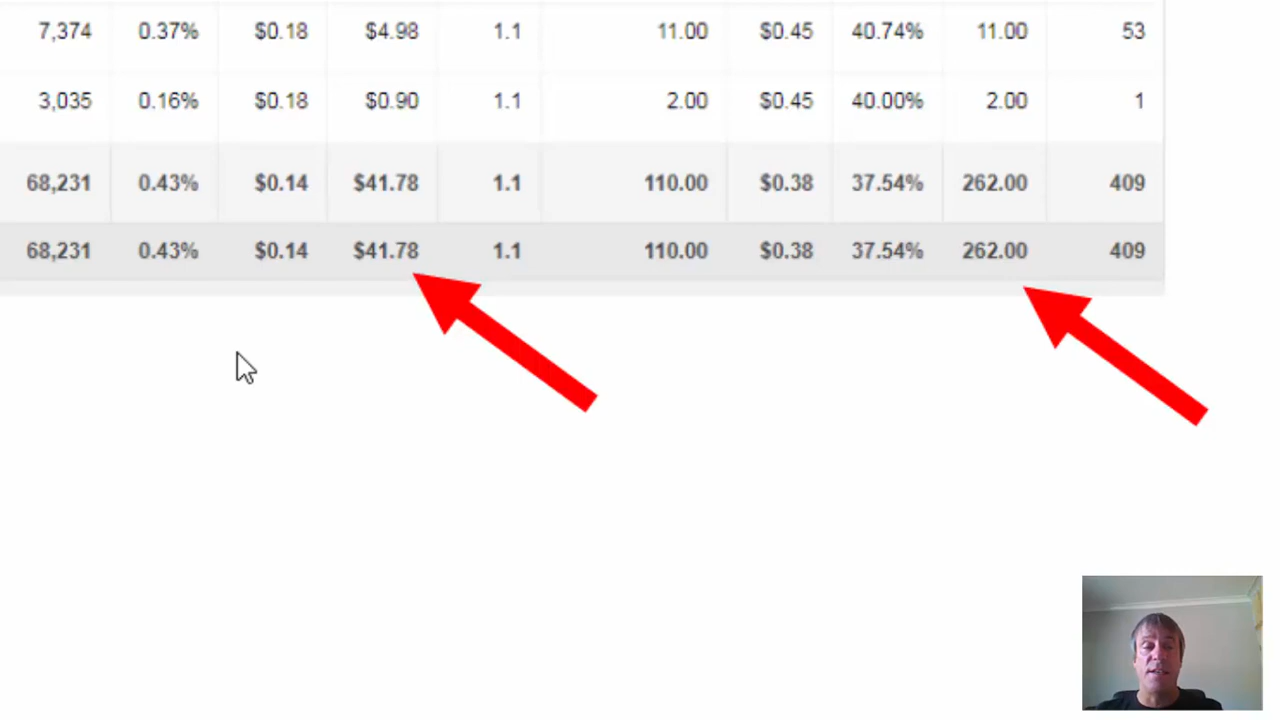 7,374 0.37% $0.18 $4.98 1.1 11.00 $0.45 40.74% 11.00 53
3,035 0.16% $0.18 $0.90 1.1 2.00 $0.45 40.00% 2.00 1
68,231 0.43% $0.14 $41.78 1.1 110.00 $0.38 37.54% 262.00 409
68,231 0.43% $0.14 $41.78 1.1 110.00 $0.38 37.54% 262.00 409